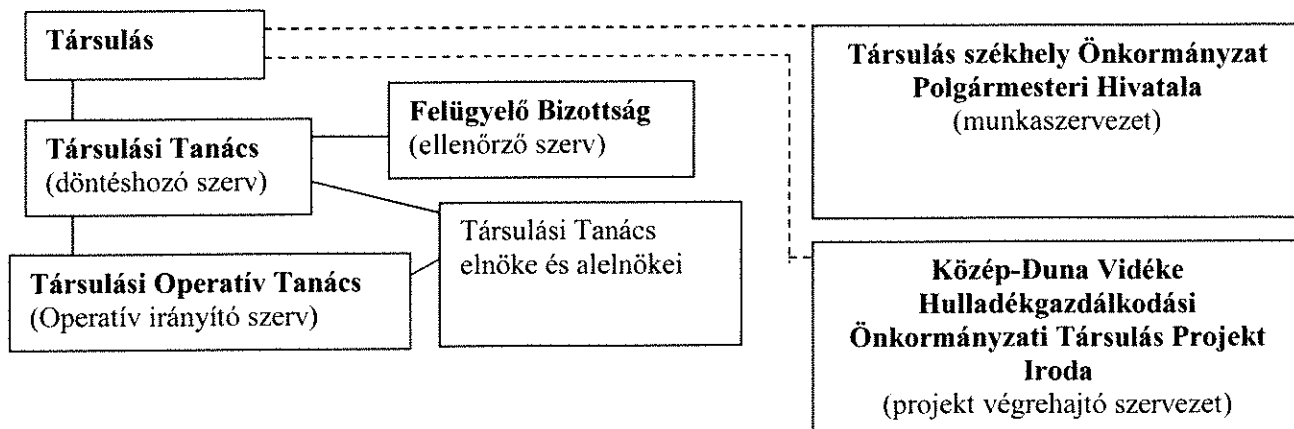 Társulás
Társulási Tanács
(döntéshozó szerv)
Társulási Operatív Tanács
(Operatív irányító szerv)
Felügyelő Bizottság
(ellenőrző szerv)
Társulási Tanács
elnöke és alelnökei
Társulás székhely Önkormányzat
Polgármesteri Hivatala
(munkaszervezet)
Közép-Duna Vidéke
Hulladékgazdálkodási
Önkormányzati Társulás Projekt
Iroda
(projekt végrehajtó szervezet)